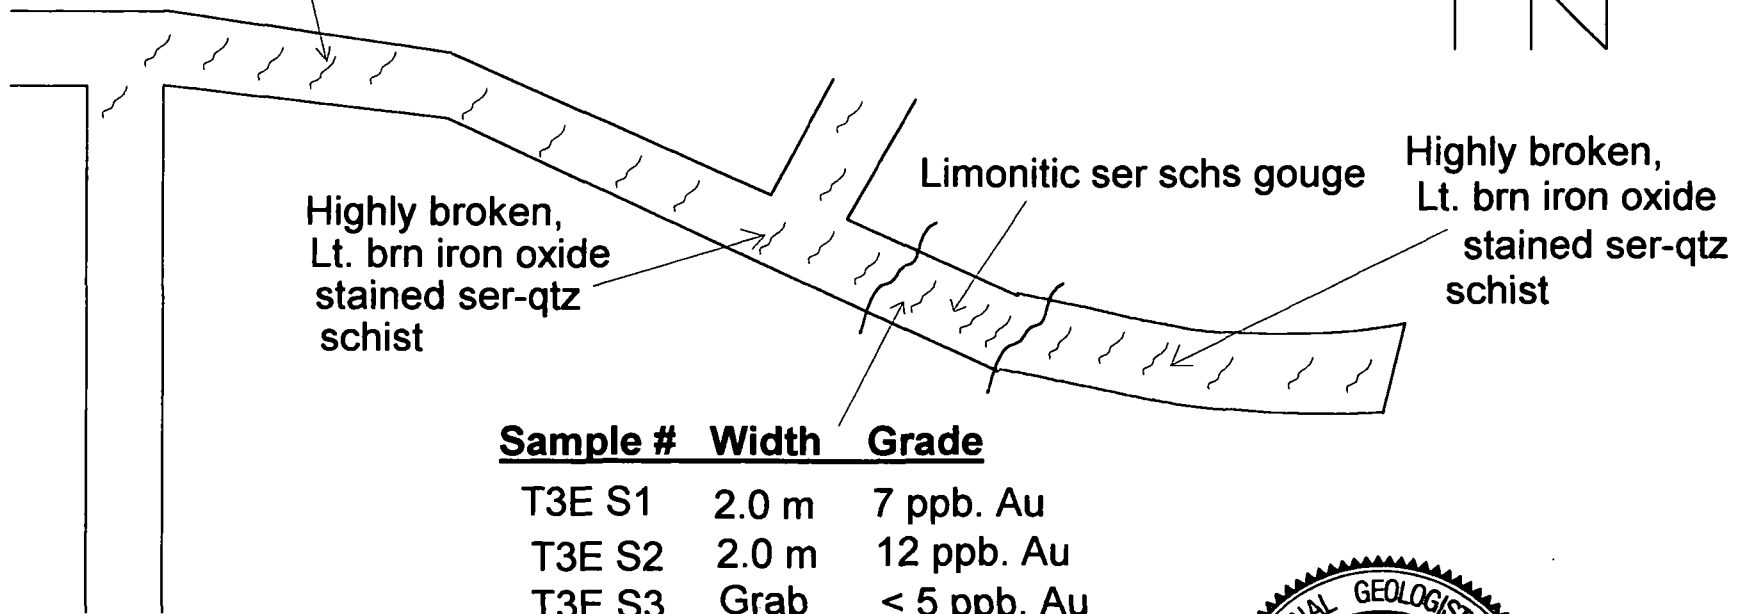 N
Highly broken,
Lt. brn iron oxide
stained ser-qtz
schist
Limonitic ser schs gouge
Highly broken,
Lt. brn iron oxide
stained ser-qtz
schist
Sample # Width Grade
T3E S1 2.0 m 7 ppb. Au
T3E S2 2.0 m 12 ppb. Au
T3E S3 Grab < 5 ppb. Au
GEOLOGIST